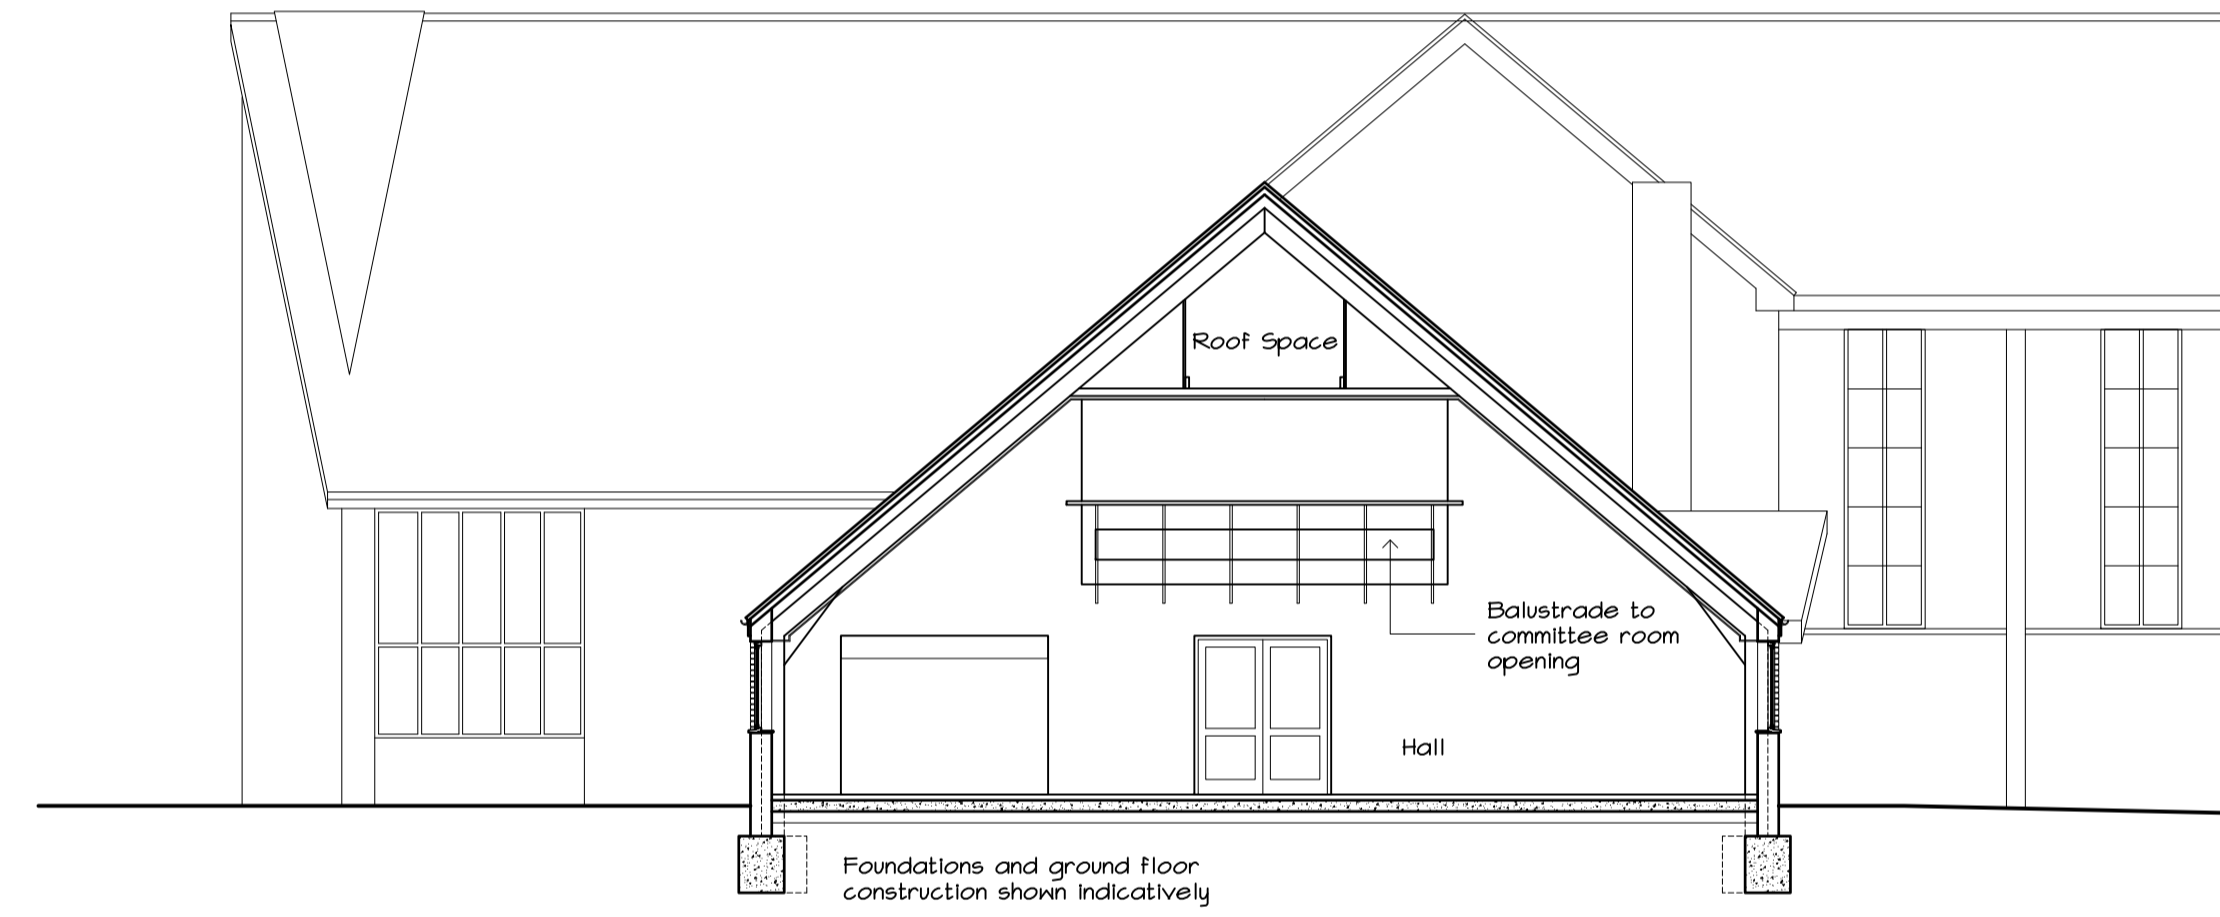 Roof Space
Balustrade to
committee room
opening
Hall
Foundations and ground floor
construction shown indicatively